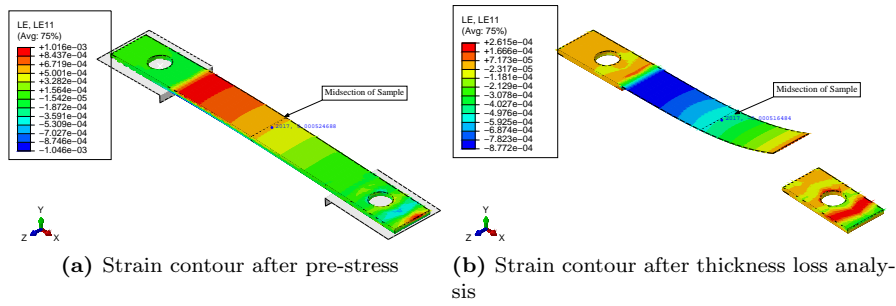 LE, LE11
(Avg: 75%)
+1.016e−03
+8.437e−04
+6.719e−04
+5.001e−04
+3.282e−04
+1.564e−04
−1.542e−05
−1.872e−04
−3.591e−04
−5.309e−04
−7.027e−04
−8.746e−04
−1.046e−03
Midsection of Sample
Y
Z
X
(a) Strain contour after pre-stress
LE, LE11
(Avg: 75%)
+2.615e−04
+1.666e−04
+7.173e−05
−2.317e−05
−1.181e−04
−2.129e−04
−3.078e−04
−4.027e−04
−4.976e−04
−5.925e−04
−6.874e−04
−7.823e−04
−8.772e−04
Midsection of Sample
Y
Z
X
(b) Strain contour after thickness loss analy-
sis